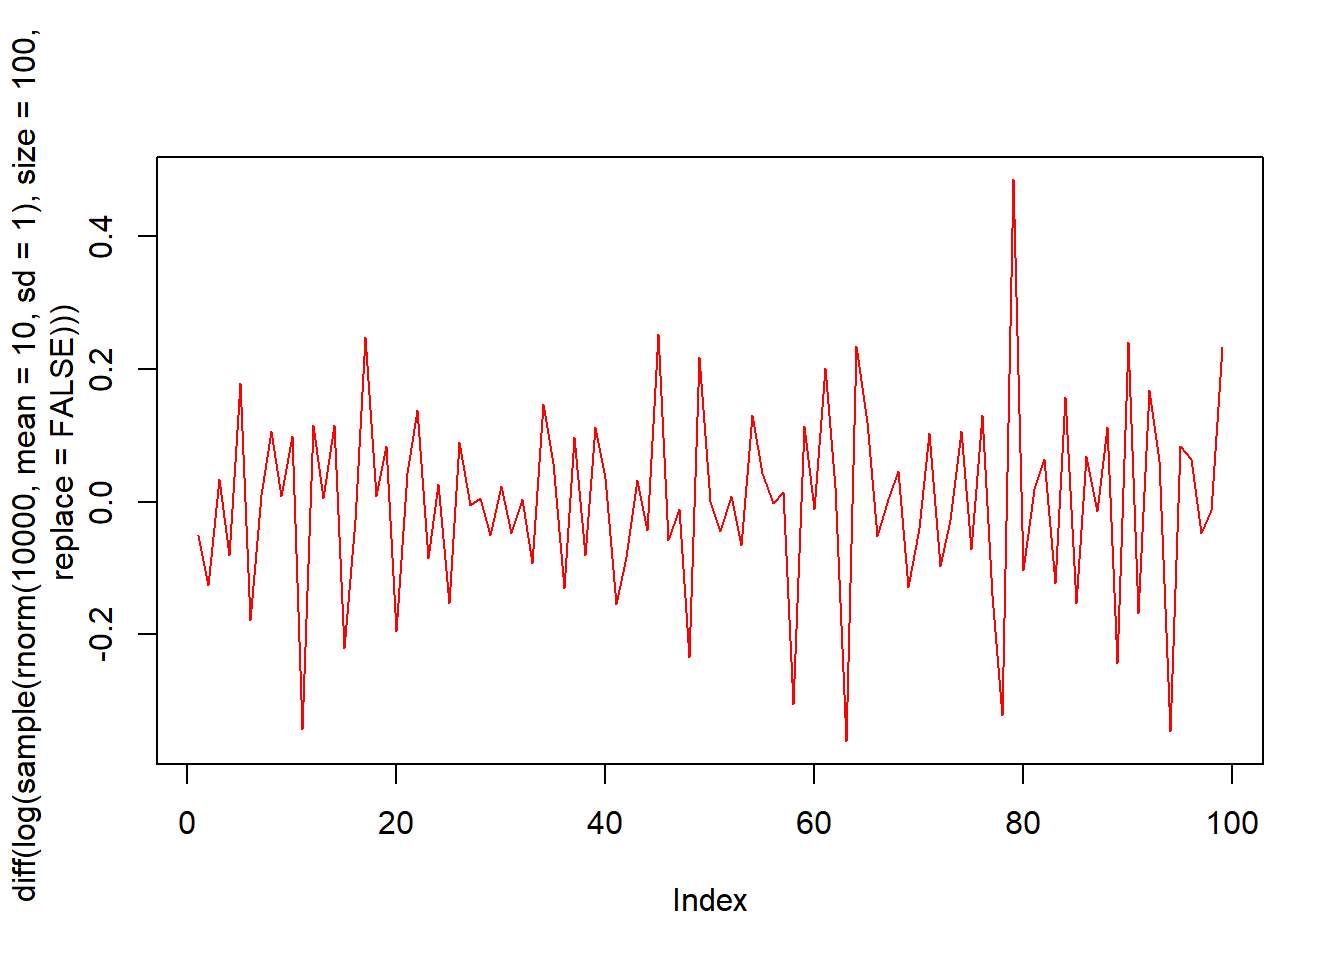 diff(log(sample(rnorm(10000, mean = 10, sd = 1), size = 100,
replace = FALSE)))
0.4
0.2
0.0
-0.2
0 20 40 60 80 100
Index